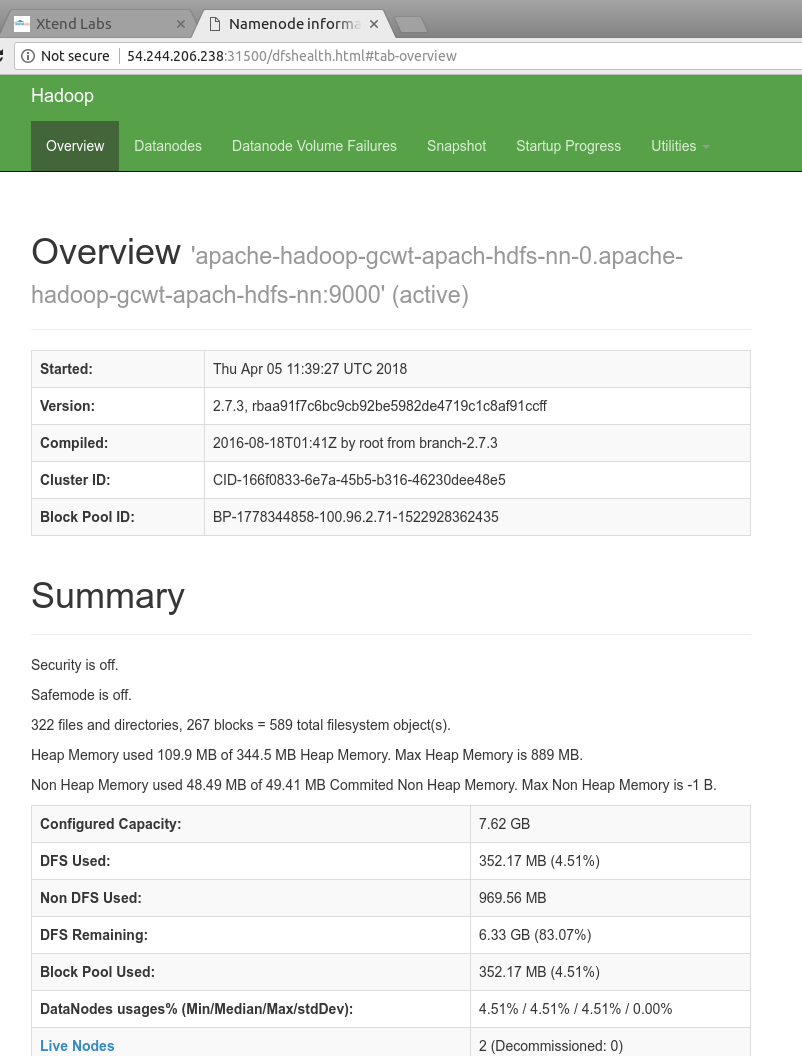 Xtend Labs
Namenode informa
Not secure 54.244.206.238:31500/dfshealth.html#tab-overview
Hadoop
Overview Datanodes Datanode Volume Failures Snapshot Startup Progress Utilities
Overview 'apache-hadoop-gcwt-apach-hdfs-nn-0.apache-
hadoop-gcwt-apach-hdfs-nn:9000' (active)
Started: Thu Apr 05 11:39:27 UTC 2018
Version: 2.7.3, rbaa91f7c6bc9cb92be5982de4719c1c8af91ccff
Compiled: 2016-08-18T01:41Z by root from branch-2.7.3
Cluster ID: CID-166f0833-6e7a-45b5-b316-46230dee48e5
Block Pool ID: BP-1778344858-100.96.2.71-1522928362435
Summary
Security is off.
Safemode is off.
322 files and directories, 267 blocks = 589 total filesystem object(s).
Heap Memory used 109.9 MB of 344.5 MB Heap Memory. Max Heap Memory is 889 MB.
Non Heap Memory used 48.49 MB of 49.41 MB Commited Non Heap Memory. Max Non Heap Memory is -1 B.
Configured Capacity: 7.62 GB
DFS Used: 352.17 MB (4.51%)
Non DFS Used: 969.56 MB
DFS Remaining: 6.33 GB (83.07%)
Block Pool Used: 352.17 MB (4.51%)
DataNodes usages% (Min/Median/Max/stdDev): 4.51% / 4.51% / 4.51% / 0.00%
Live Nodes 2 (Decommissioned: 0)